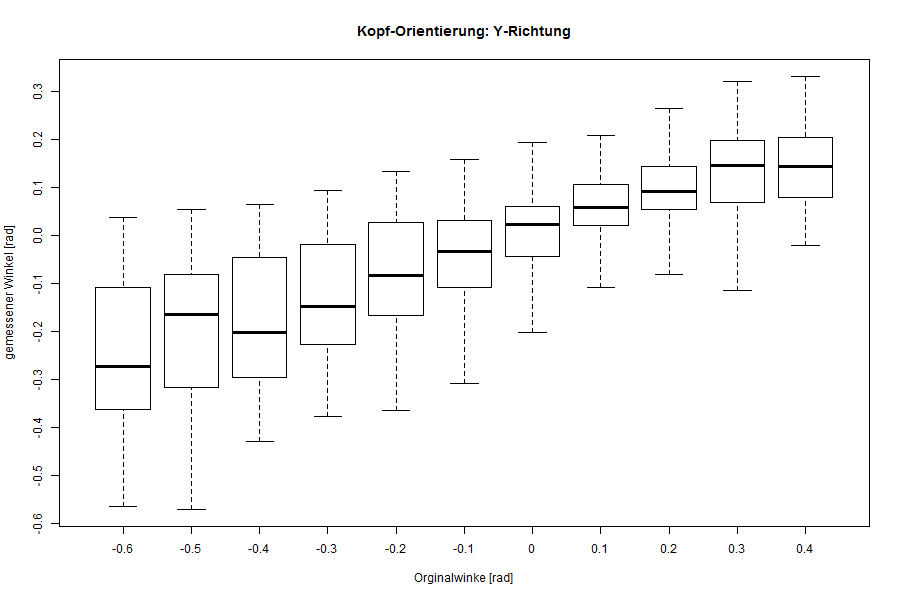 Kopf-Orientierung: Y-Richtung
gemessener Winkel [rad]
0.3
0.2
0.1
0.0
-0.1
-0.2
-0.3
-0.4
-0.5
-0.6
-0.6 -0.5 -0.4 -0.3 -0.2 -0.1 0 0.1 0.2 0.3 0.4
Orginalwinke [rad]